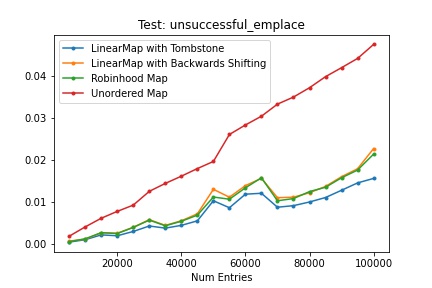 Test: unsuccessful_emplace
LinearMap with Tombstone
LinearMap with Backwards Shifting
Robinhood Map
Unordered Map
0.04
0.03
0.02
0.01
0.00
20000 40000 60000 80000 100000
Num Entries